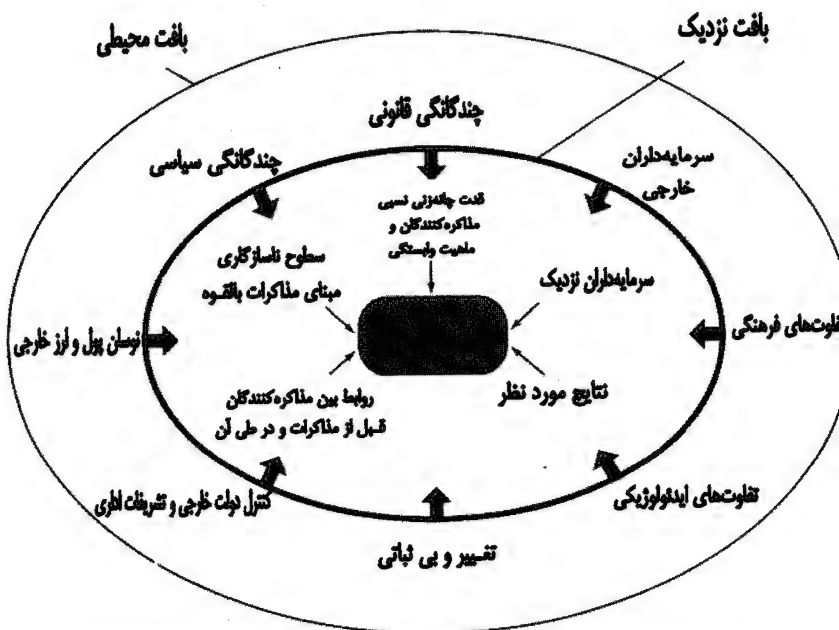 بافت نزدیک
بافت محیطی
چندگانگی قانونی
سرمایه‌داران
خارجی
چندگانگی سیاسی
قدت چانه‌زنی نسبی
مذاکره‌کنندگان و
ماهیت وابستگی
سطوح ناسازگاری
مبنای مذاکرات بالقوه
سرمایه‌داران نزدیک
تفاوت‌های فرهنگی
نوسان پول و ارز خارجی
نتایج مورد نظر
روابط بین مذاکره‌کنندگان
قبل از مذاکرات و در طی آن
تفاوت‌های ایدئولوژیکی
کنترل دولت خارجی و تشریفات اداری
تغییر و بی ثباتی